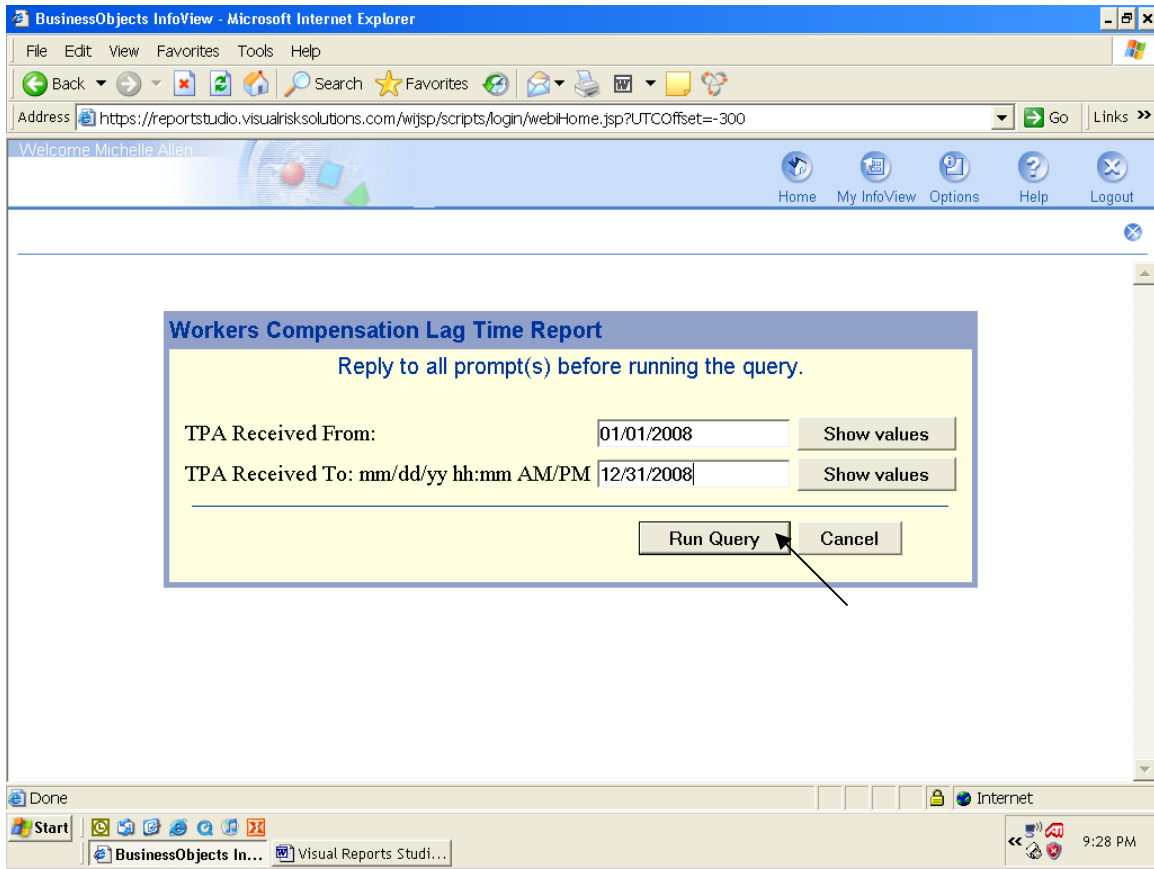 BusinessObjects InfoView - Microsoft Internet Explorer
File Edit View Favorites Tools Help
Back Search Favorites
Address https://reportstudio.visualrisksolutions.com/wijsp/scripts/login/webiHome.jsp?UTCOffset=-300 Go Links »
Welcome Michelle Allen
Home My InfoView Options Help Logout
Workers Compensation Lag Time Report
Reply to all prompt(s) before running the query.
TPA Received From: 01/01/2008 Show values
TPA Received To: mm/dd/yy hh:mm AM/PM 12/31/2008 Show values
Run Query Cancel
Done Internet
Start
BusinessObjects In... Visual Reports Studi... 9:28 PM